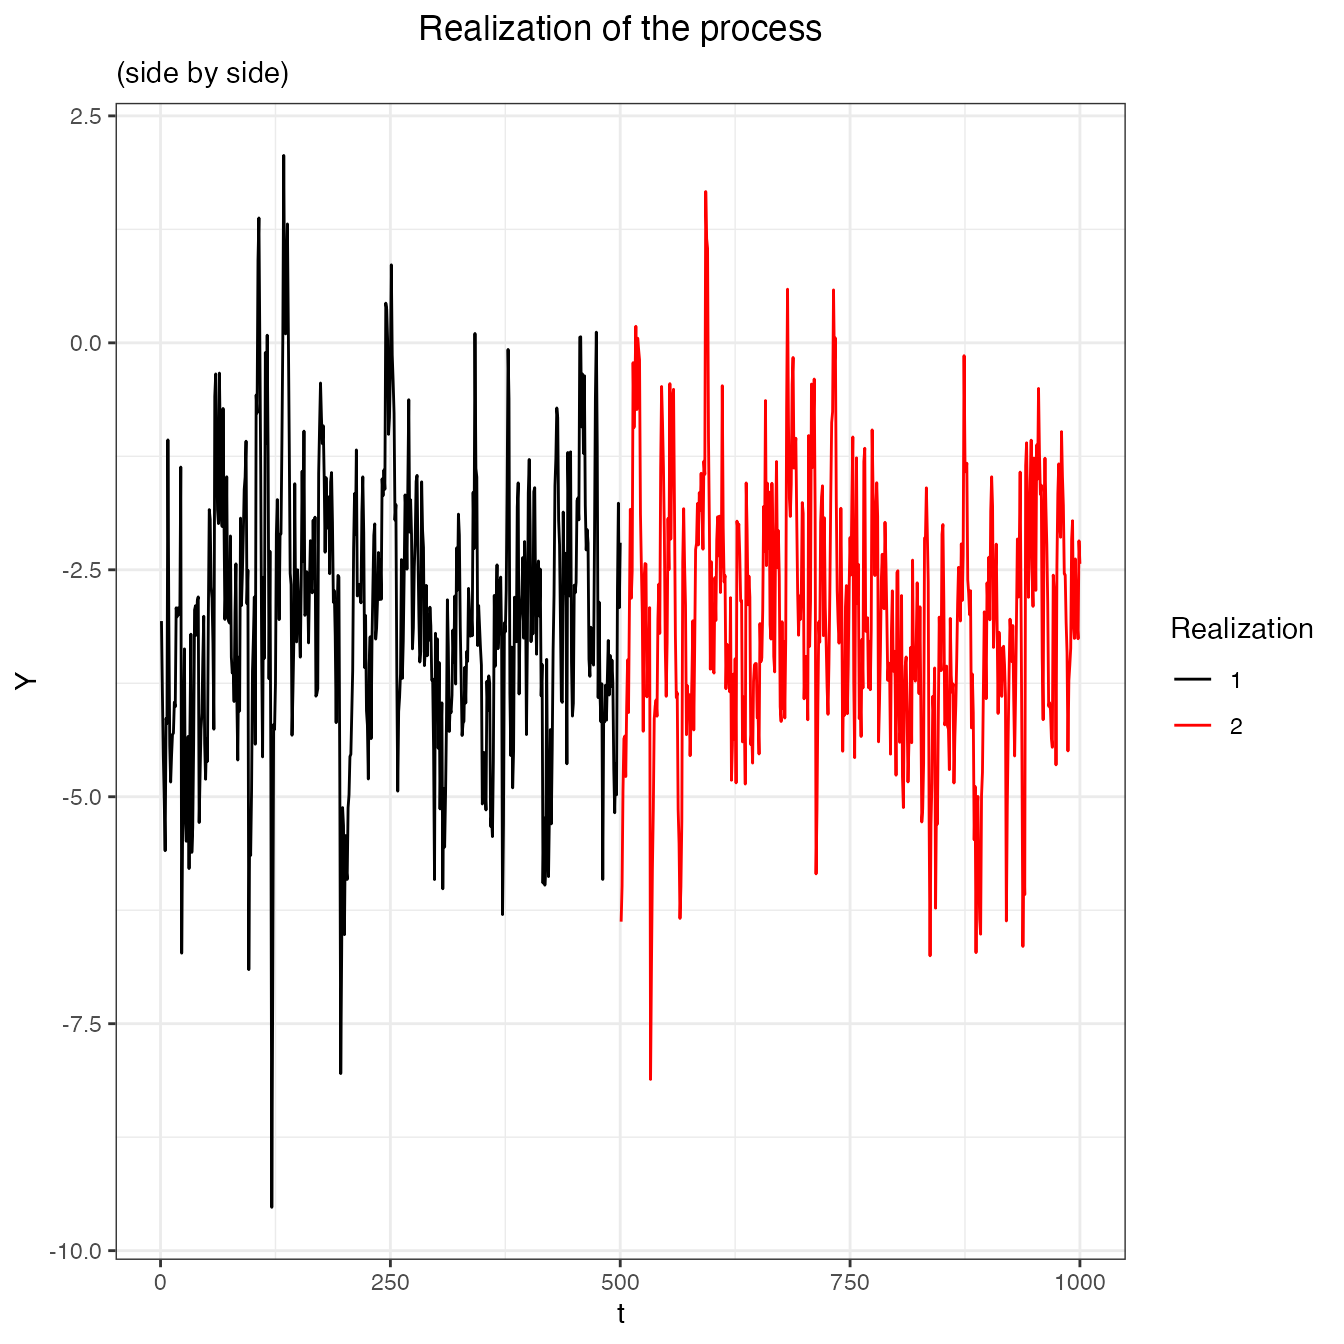 Realization of the process
(side by side)
2.5
0.0
-2.5
-5.0
-7.5
-10.0
Y
0 250 500 750 1000
t
Realization
1
2